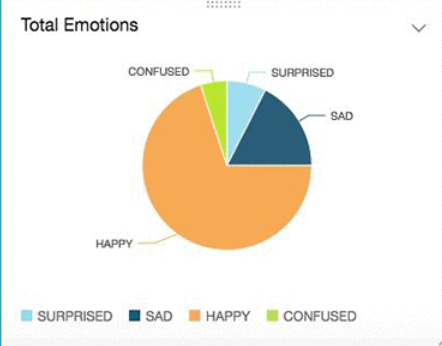 Total Emotions
CONFUSED
SURPRISED
SAD
HAPPY
SURPRISED SAD HAPPY CONFUSED